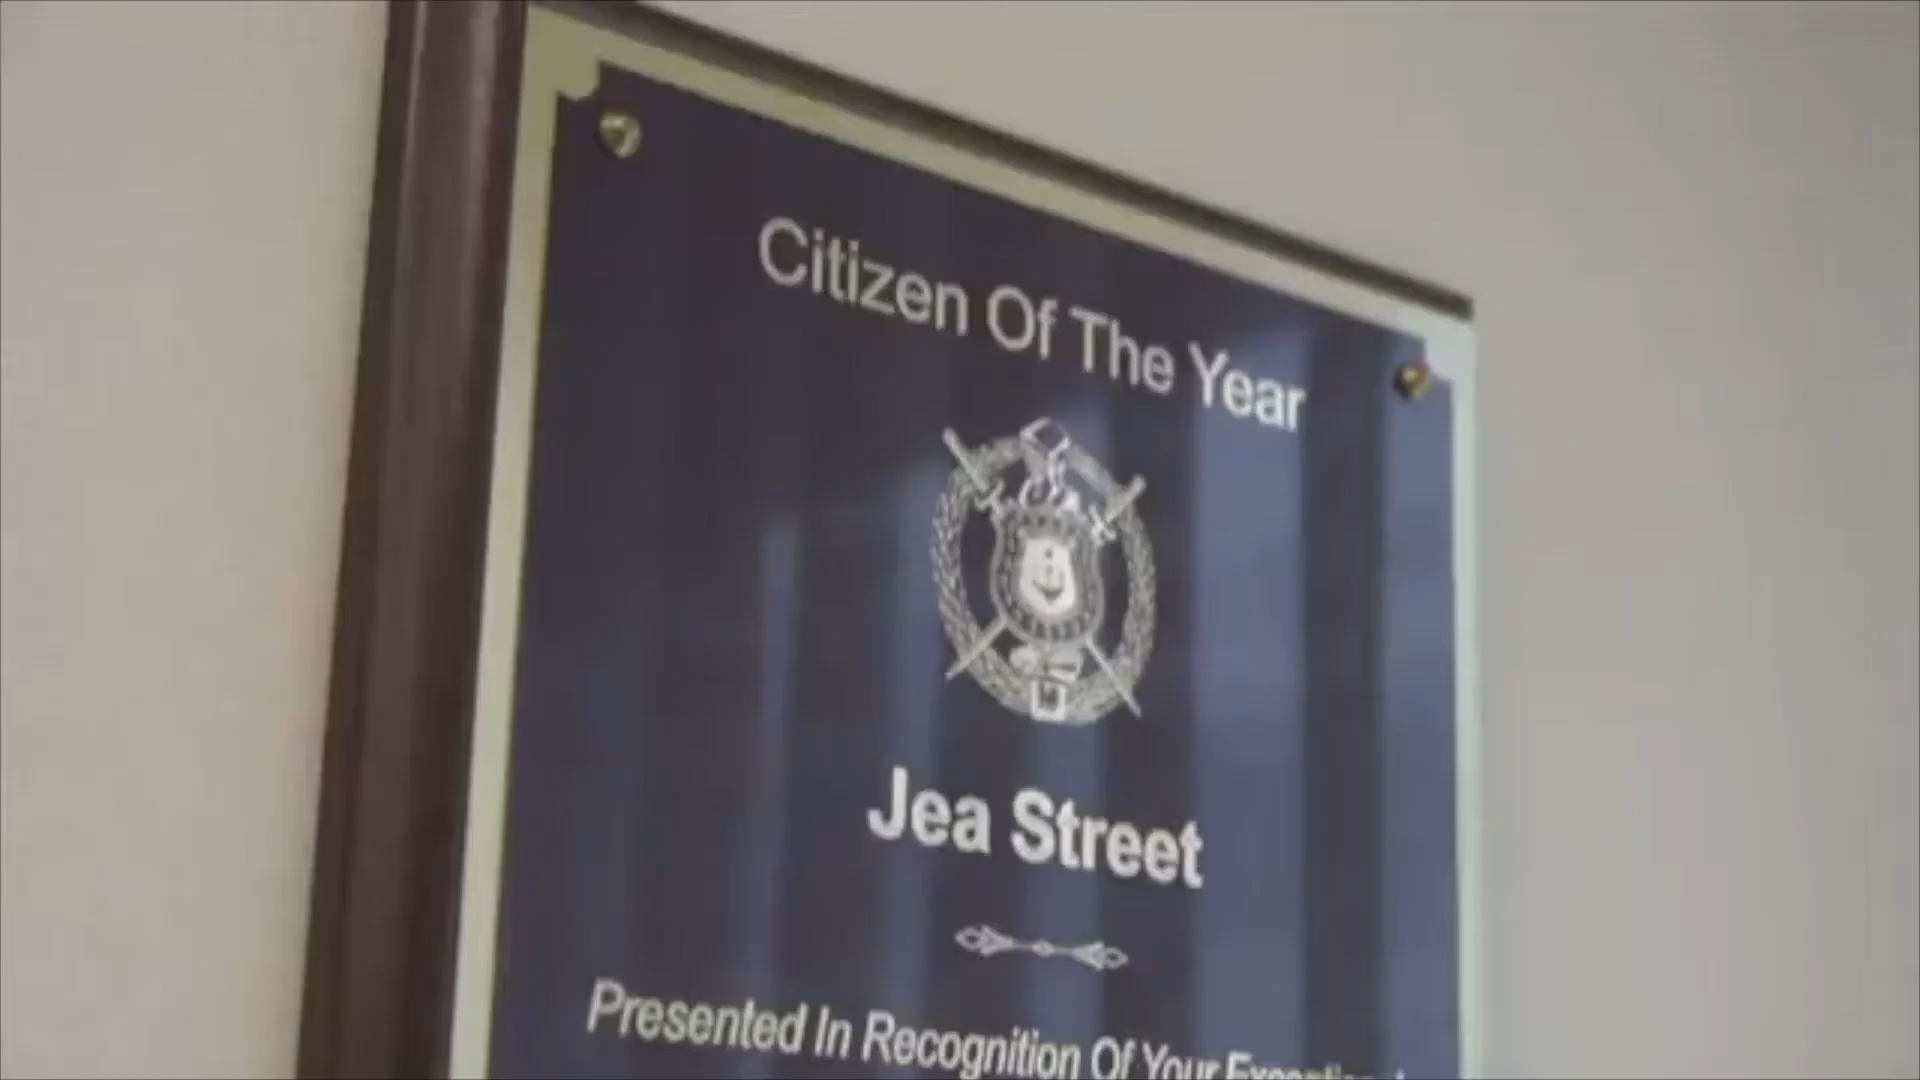 Citizen Of The Year
Jea Street
Presented In Recognition Of Your